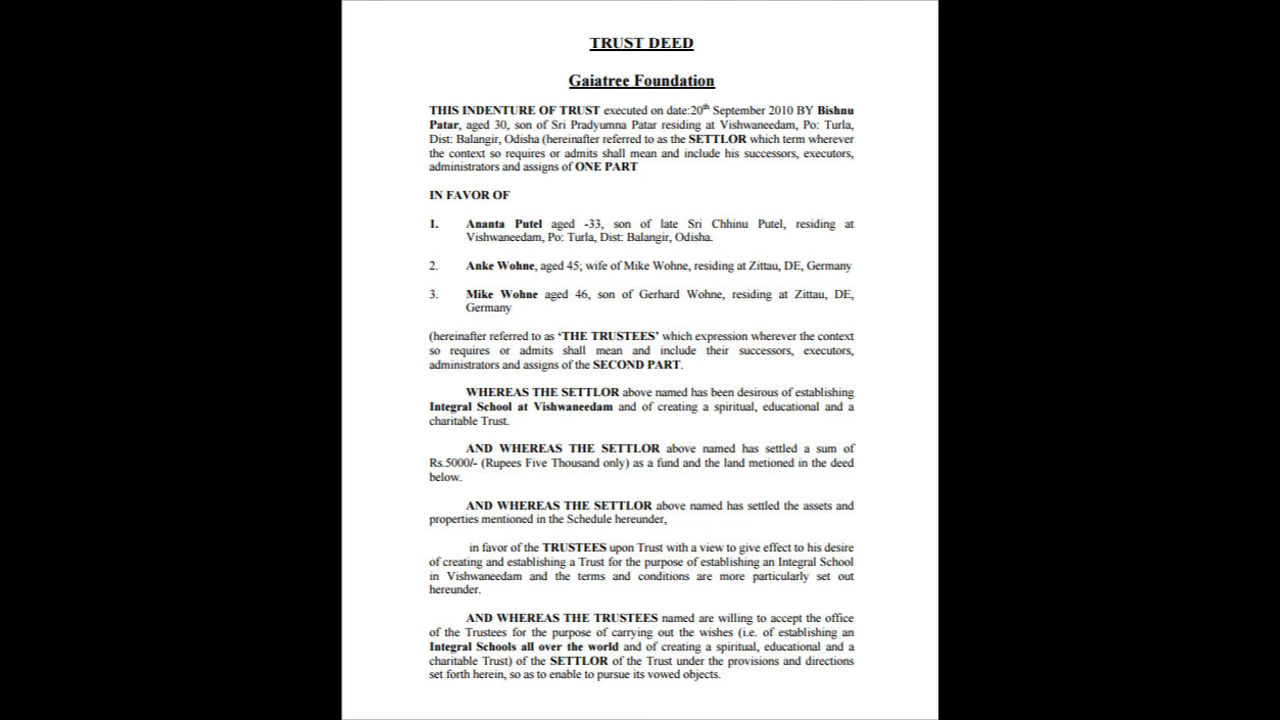 TRUST DEED
Gaiatree Foundation
THIS INDENTURE OF TRUST executed on date:20th September 2010 BY Bishnu
Patar, aged 30, son of Sri Pradyumna Patar residing at Vishwaneedam, Po: Turla,
Dist: Balangir, Odisha (hereinafter referred to as the SETTLOR which term wherever
the context so requires or admits shall mean and include his successors, executors,
administrators and assigns of ONE PART
IN FAVOR OF
1. Ananta Putel aged -33, son of late Sri Chhinu Putel, residing at
Vishwaneedam, Po: Turla, Dist: Balangir, Odisha.
2. Anke Wohne, aged 45; wife of Mike Wohne, residing at Zittau, DE, Germany
3. Mike Wohne aged 46, son of Gerhard Wohne, residing at Zittau, DE,
Germany
(hereinafter referred to as ‘THE TRUSTEES’ which expression wherever the context
so requires or admits shall mean and include their successors, executors,
administrators and assigns of the SECOND PART.
WHEREAS THE SETTLOR above named has been desirous of establishing
Integral School at Vishwaneedam and of creating a spiritual, educational and a
charitable Trust.
AND WHEREAS THE SETTLOR above named has settled a sum of
Rs.5000/- (Rupees Five Thousand only) as a fund and the land metioned in the deed
below.
AND WHEREAS THE SETTLOR above named has settled the assets and
properties mentioned in the Schedule hereunder,
in favor of the TRUSTEES upon Trust with a view to give effect to his desire
of creating and establishing a Trust for the purpose of establishing an Integral School
in Vishwaneedam and the terms and conditions are more particularly set out
hereunder.
AND WHEREAS THE TRUSTEES named are willing to accept the office
of the Trustees for the purpose of carrying out the wishes (i.e. of establishing an
Integral Schools all over the world and of creating a spiritual, educational and a
charitable Trust) of the SETTLOR of the Trust under the provisions and directions
set forth herein, so as to enable to pursue its vowed objects.